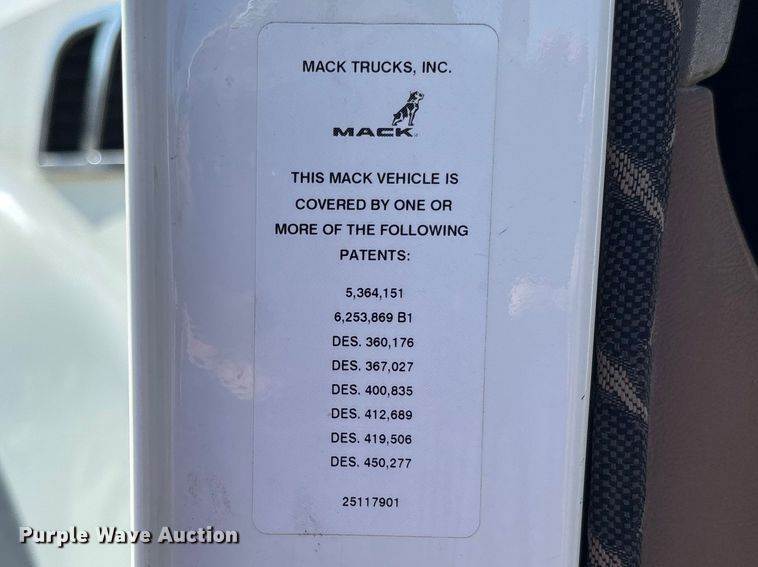 MACK TRUCKS, INC.
MACK
THIS MACK VEHICLE IS
COVERED BY ONE OR
MORE OF THE FOLLOWING
PATENTS:
5,364,151
6,253,869 B1
DES. 360,176
DES. 367,027
DES. 400,835
DES. 412,689
DES. 419,506
DES. 450,277
25117901
Purple Wave Auction